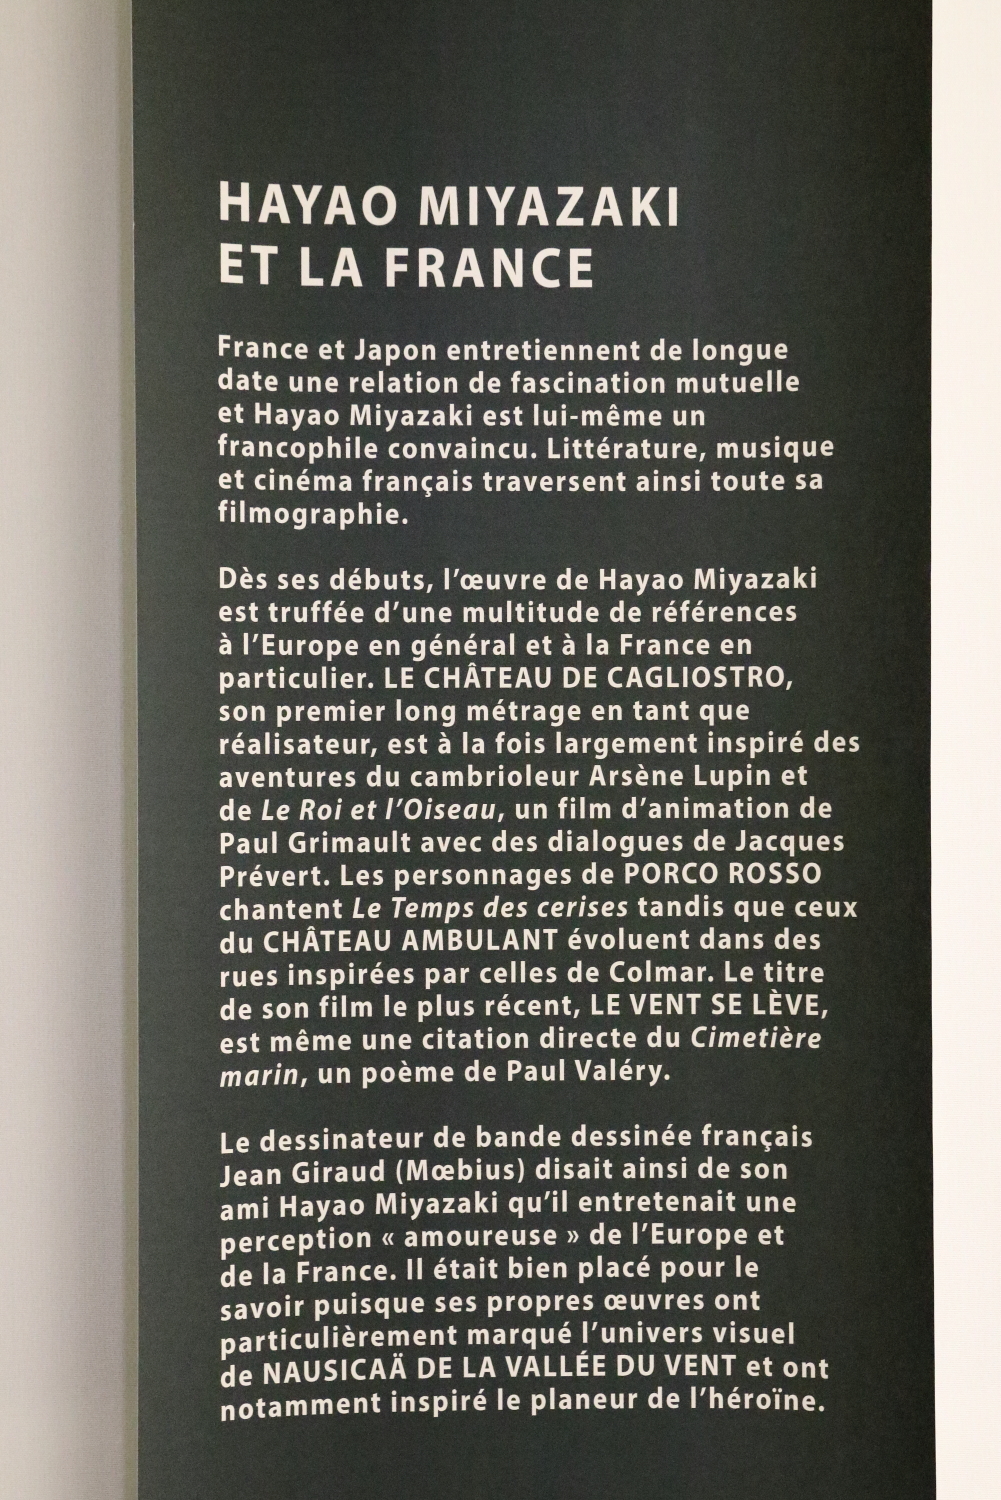 HAYAO MIYAZAKI
ET LA FRANCE
France et Japon entretiennent de longue
date une relation de fascination mutuelle
et Hayao Miyazaki est lui-même un
francophile convaincu. Littérature, musique
et cinéma français traversent ainsi toute sa
filmographie.
Dès ses débuts, l’œuvre de Hayao Miyazaki
est truffée d’une multitude de références
à l’Europe en général et à la France en
particulier. LE CHÂTEAU DE CAGLIOSTRO,
son premier long métrage en tant que
réalisateur, est à la fois largement inspiré des
aventures du cambrioleur Arsène Lupin et
de Le Roi et l’Oiseau, un film d’animation de
Paul Grimault avec des dialogues de Jacques
Prévert. Les personnages de PORCO ROSSO
chantent Le Temps des cerises tandis que ceux
du CHÂTEAU AMBULANT évoluent dans des
rues inspirées par celles de Colmar. Le titre
de son film le plus récent, LE VENT SE LÈVE,
est même une citation directe du Cimetière
marin, un poème de Paul Valéry.
Le dessinateur de bande dessinée français
Jean Giraud (Mœbius) disait ainsi de son
ami Hayao Miyazaki qu’il entretenait une
perception « amoureuse » de l’Europe et
de la France. Il était bien placé pour le
savoir puisque ses propres œuvres ont
particulièrement marqué l’univers visuel
de NAUSICAÄ DE LA VALLÉE DU VENT et ont
notamment inspiré le planeur de l’héroïne.